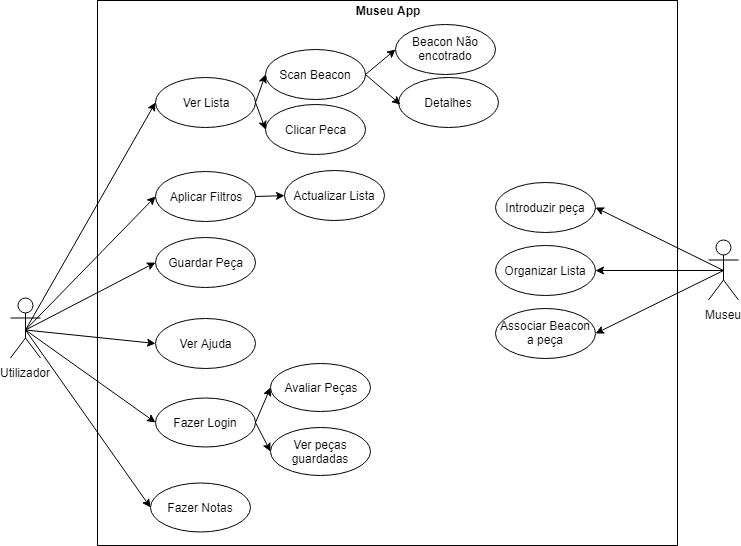 Museu App
Beacon Não
encotrado
Scan Beacon
Ver Lista
Detalhes
Clicar Peca
Aplicar Filtros
Actualizar Lista
Introduzir peça
Guardar Peça
Organizar Lista
Museu
Associar Beacon
a peça
Ver Ajuda
Utilizador
Avaliar Peças
Fazer Login
Ver peças
guardadas
Fazer Notas